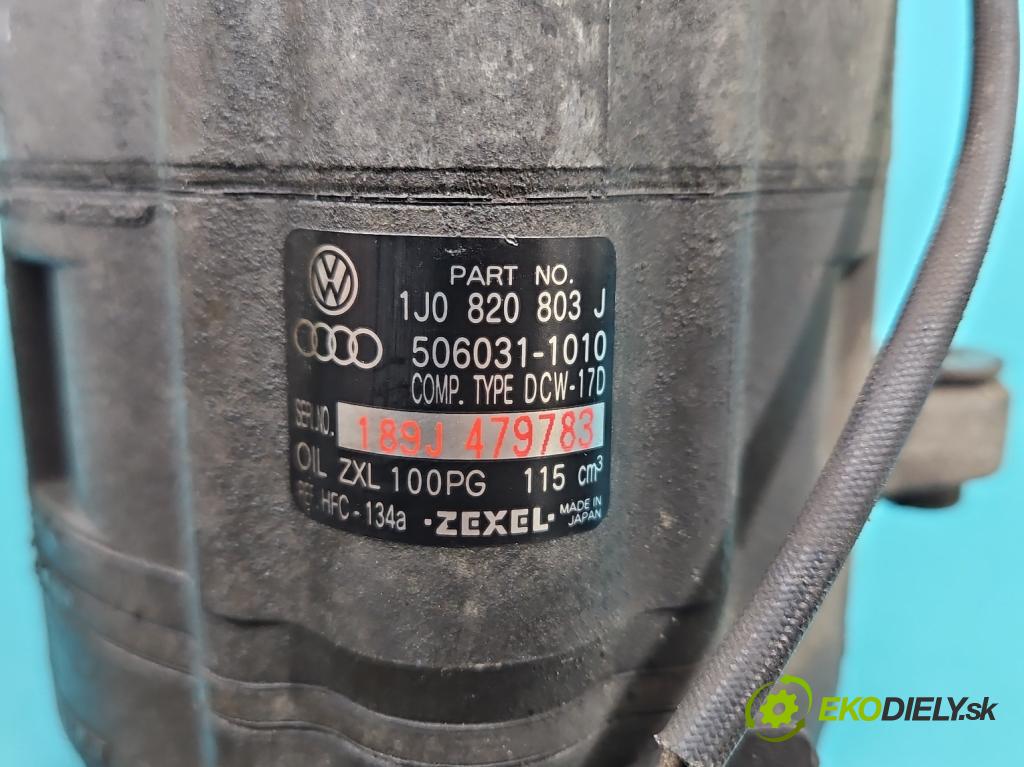 PART NO.
1J0 820 803 J
506031-1010
COMP. TYPE DCW-17D
SER.NO. 189J 479783
OIL ZXL 100PG 115 cm³
REF. HFC-134a ·ZEXEL· MADE IN JAPAN
EKODIELY.sk